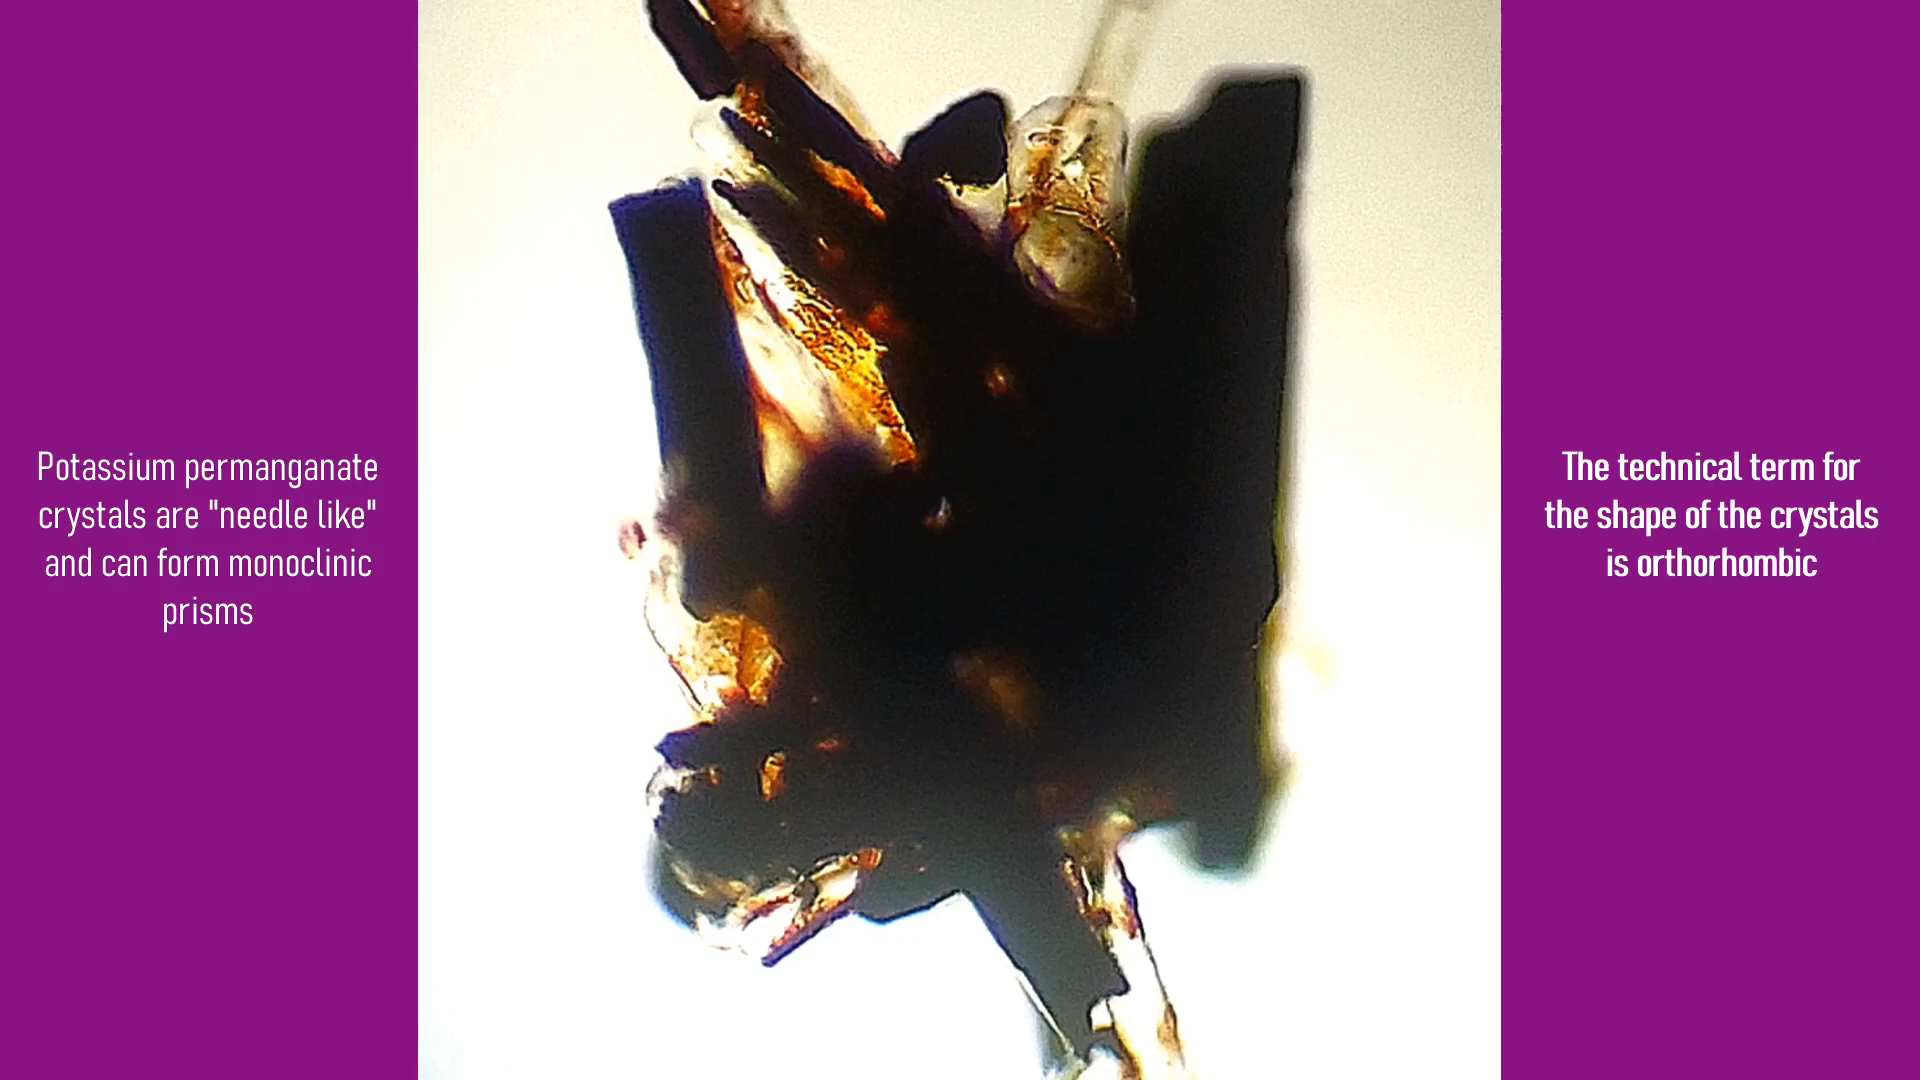 Potassium permanganate
crystals are "needle like"
and can form monoclinic
prisms
The technical term for
the shape of the crystals
is orthorhombic